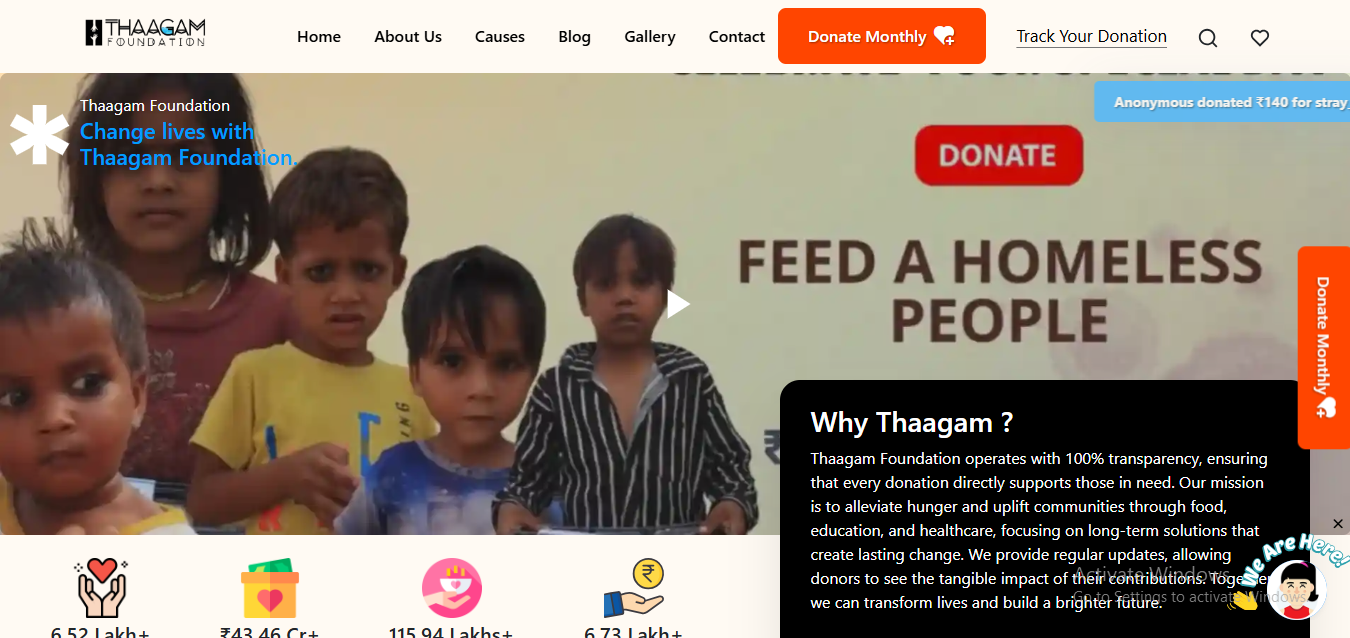 THAAGAM
FOUNDATION
Home
About Us
Causes
Blog
Gallery
Contact
Donate Monthly
Track Your Donation
Thaagam Foundation
Change lives with
Thaagam Foundation.
Anonymous donated ₹140 for stray
DONATE
FEED A HOMELESS
PEOPLE
Donate Monthly
Why Thaagam ?
Thaagam Foundation operates with 100% transparency, ensuring
that every donation directly supports those in need. Our mission
is to alleviate hunger and uplift communities through food,
education, and healthcare, focusing on long-term solutions that
create lasting change. We provide regular updates, allowing
donors to see the tangible impact of their contributions. Together
we can transform lives and build a brighter future.
We Are Here!
Activate Windows
Go to Settings to activate Windows.
6.52 Lakh+
₹43.46 Cr+
115.94 Lakhs+
6.73 Lakh+